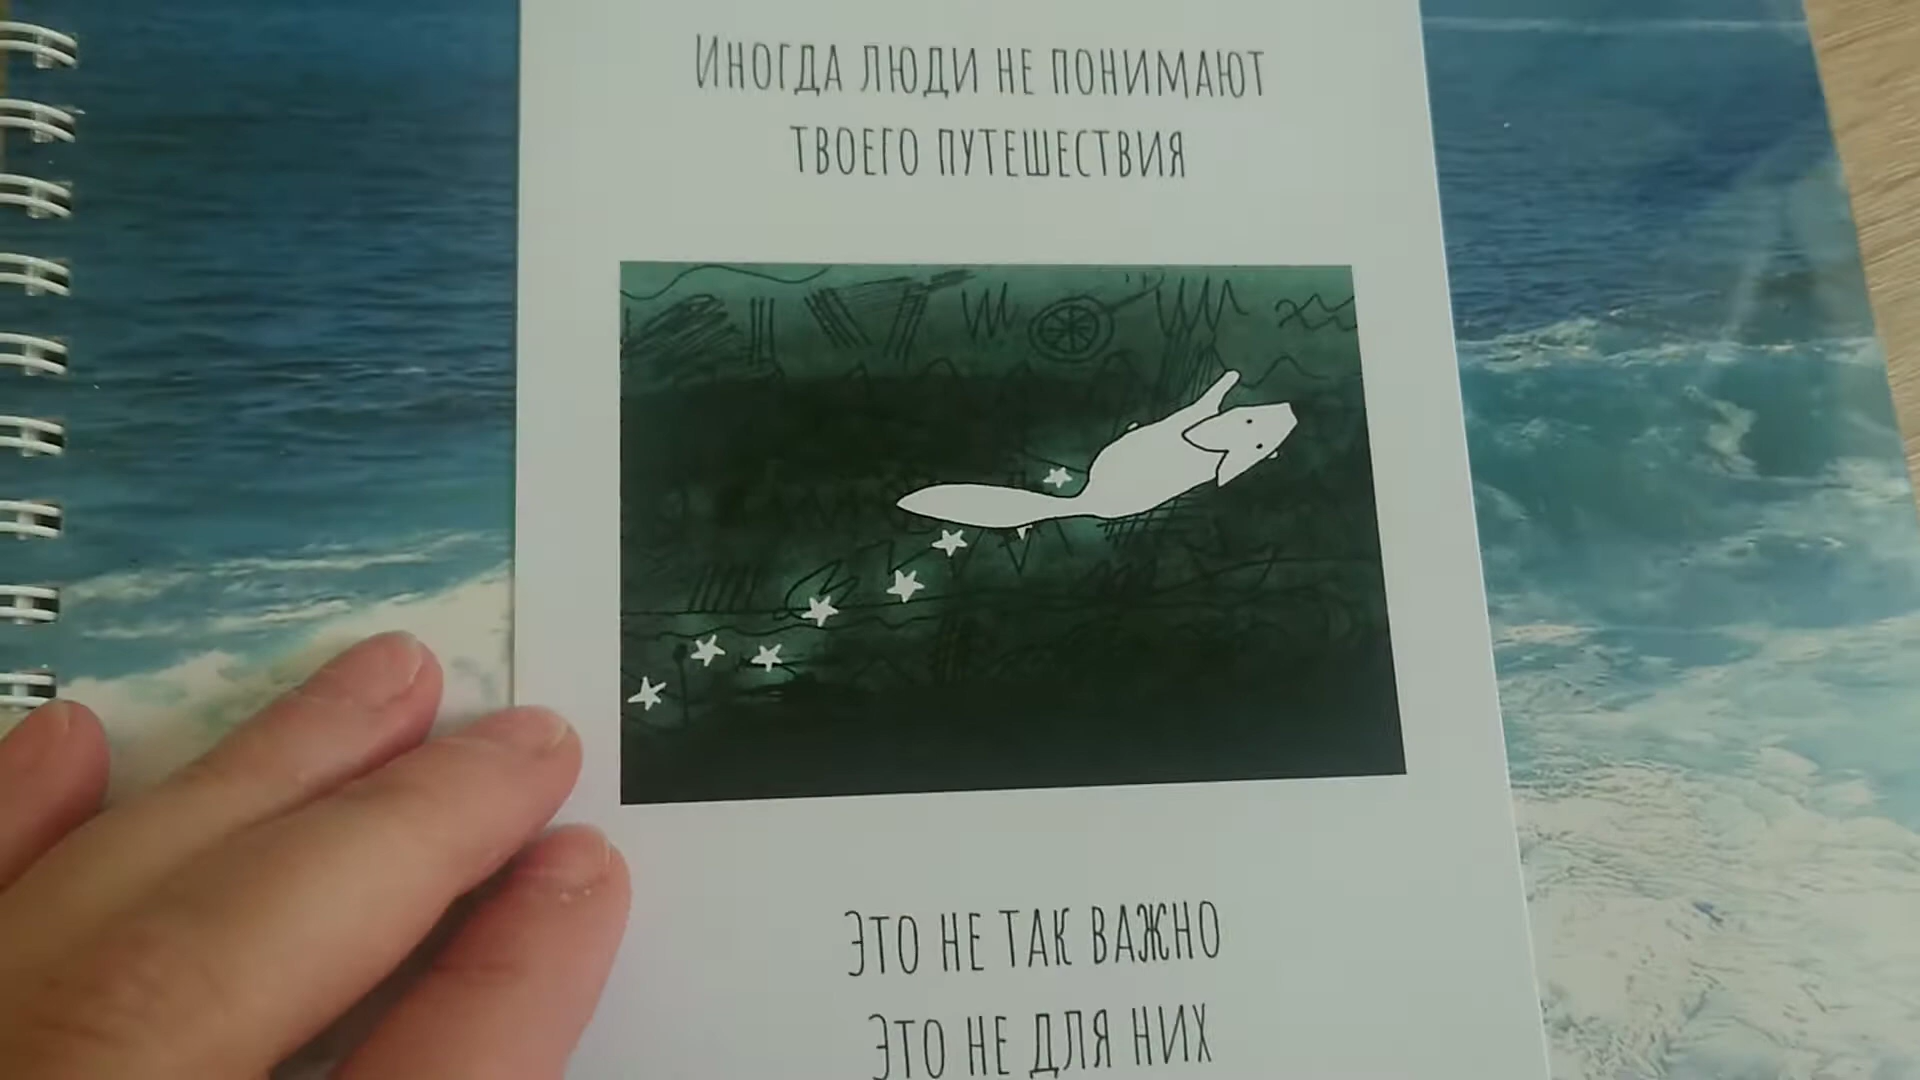 Иногда люди не понимают
твоего путешествия
Это не так важно
Это не для них